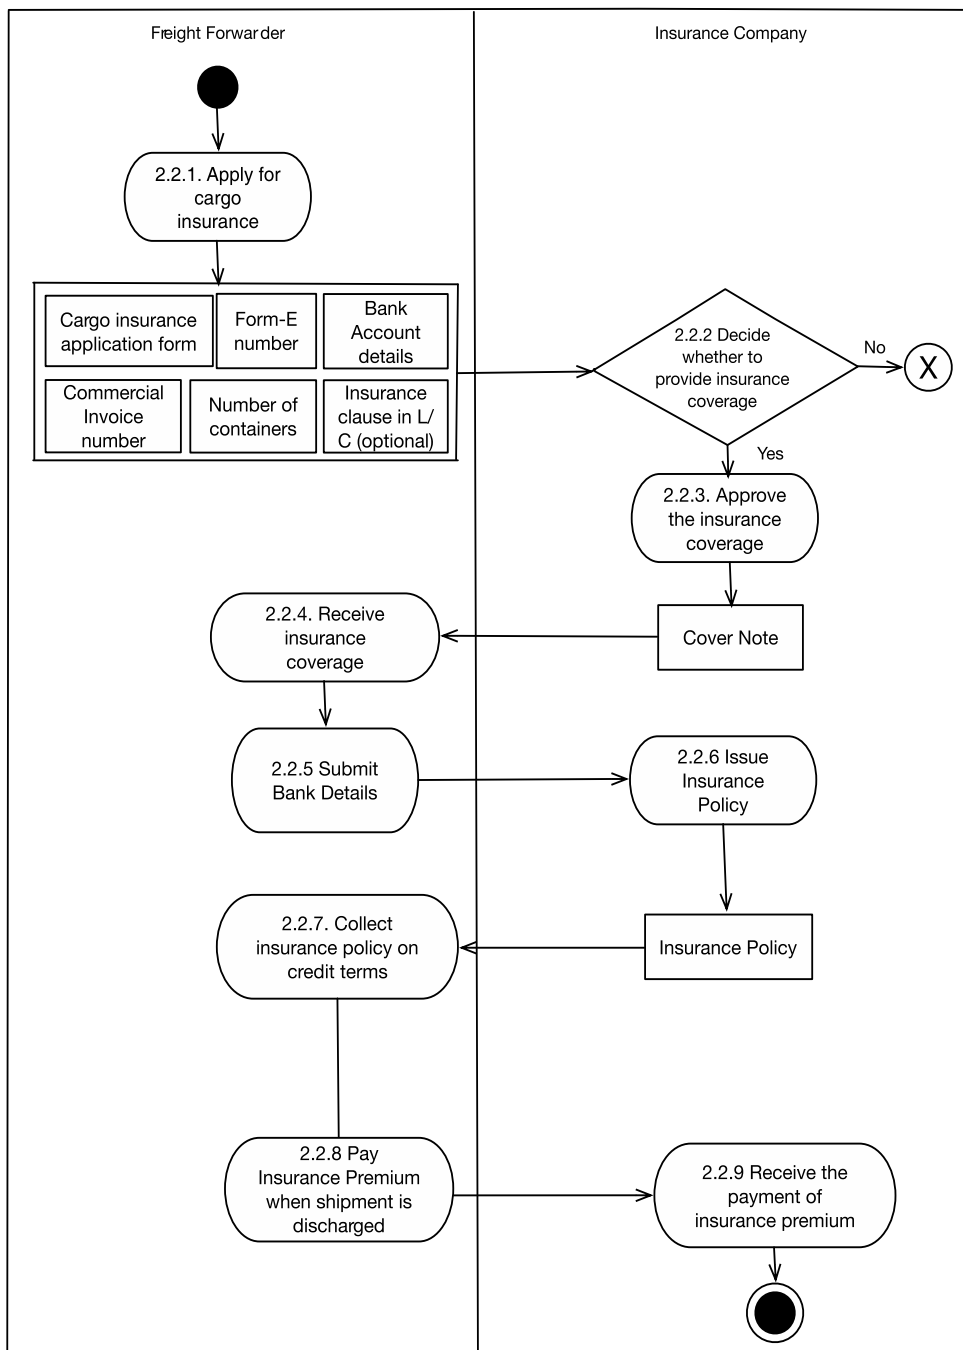 Freight Forwarder
Insurance Company
2.2.1. Apply for
cargo
insurance
Cargo insurance
application form
Form-E
number
Bank
Account
details
Commercial
Invoice
number
Number of
containers
Insurance
clause in L/
C (optional)
2.2.2 Decide
whether to
provide insurance
coverage
No
X
Yes
2.2.3. Approve
the insurance
coverage
Cover Note
2.2.4. Receive
insurance
coverage
2.2.5 Submit
Bank Details
2.2.6 Issue
Insurance
Policy
Insurance Policy
2.2.7. Collect
insurance policy on
credit terms
2.2.8 Pay
Insurance Premium
when shipment is
discharged
2.2.9 Receive the
payment of
insurance premium